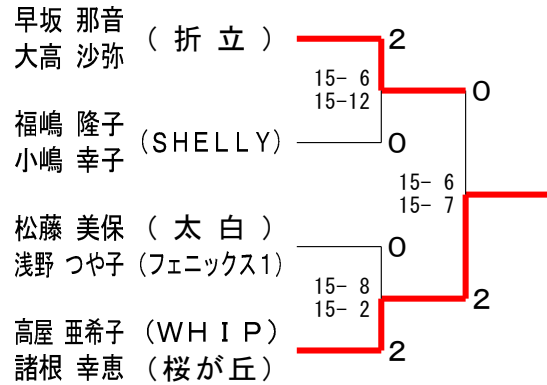 早坂 那音
大高 沙弥
( 折 立 )
2
15- 6
15-12
0
福嶋 隆子
小嶋 幸子
(SHELLY)
0
15- 6
15- 7
松藤 美保 ( 太 白 )
浅野 つや子 (フェニックス1)
0
15- 8
15- 2
2
高屋 亜希子 (WHIP)
諸根 幸恵 (桜が丘)
2